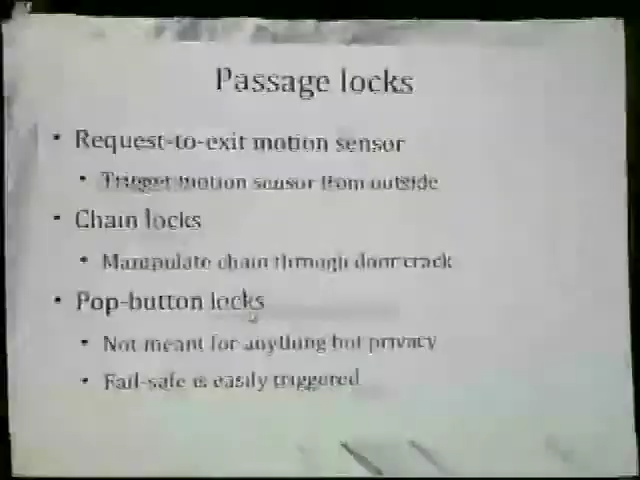 Passage locks
• Request-to-exit motion sensor
• Trigger motion sensor from outside
• Chain locks
• Manipulate chain through door crack
• Pop-button locks
• Not meant for anything but privacy
• Fail-safe is easily triggered